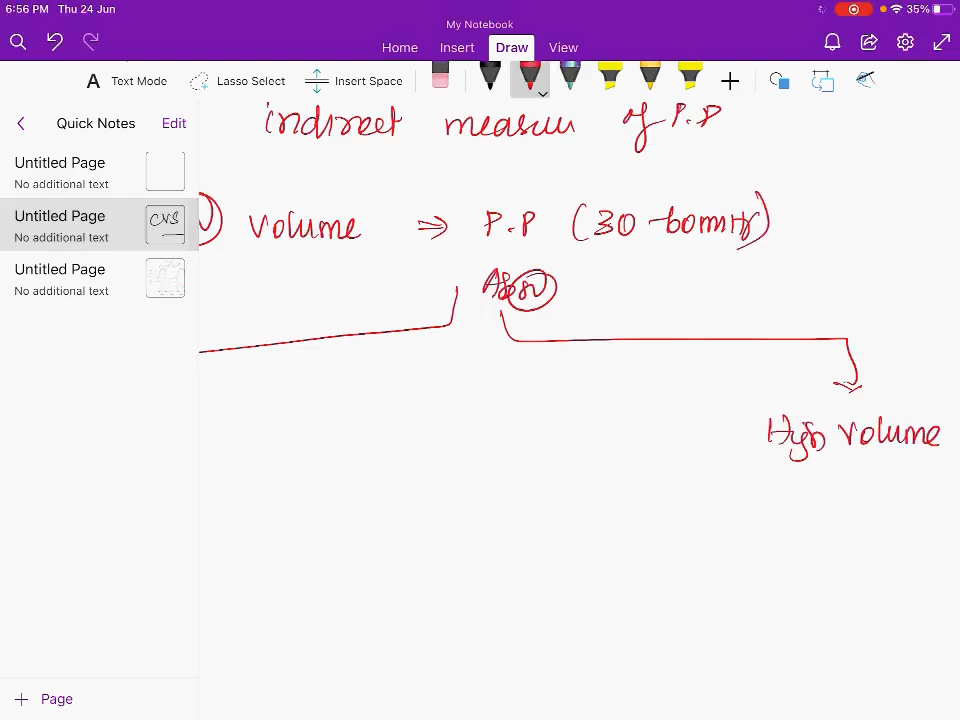 6:56 PM Thu 24 Jun 35%
My Notebook
Home Insert Draw View
Text Mode Lasso Select Insert Space
Quick Notes Edit
indirect measur of P.P
Untitled Page
No additional text
Untitled Page
No additional text
CNS
volume ⇒ P.P (30-60mmHg)
Untitled Page
No additional text
volume
Page